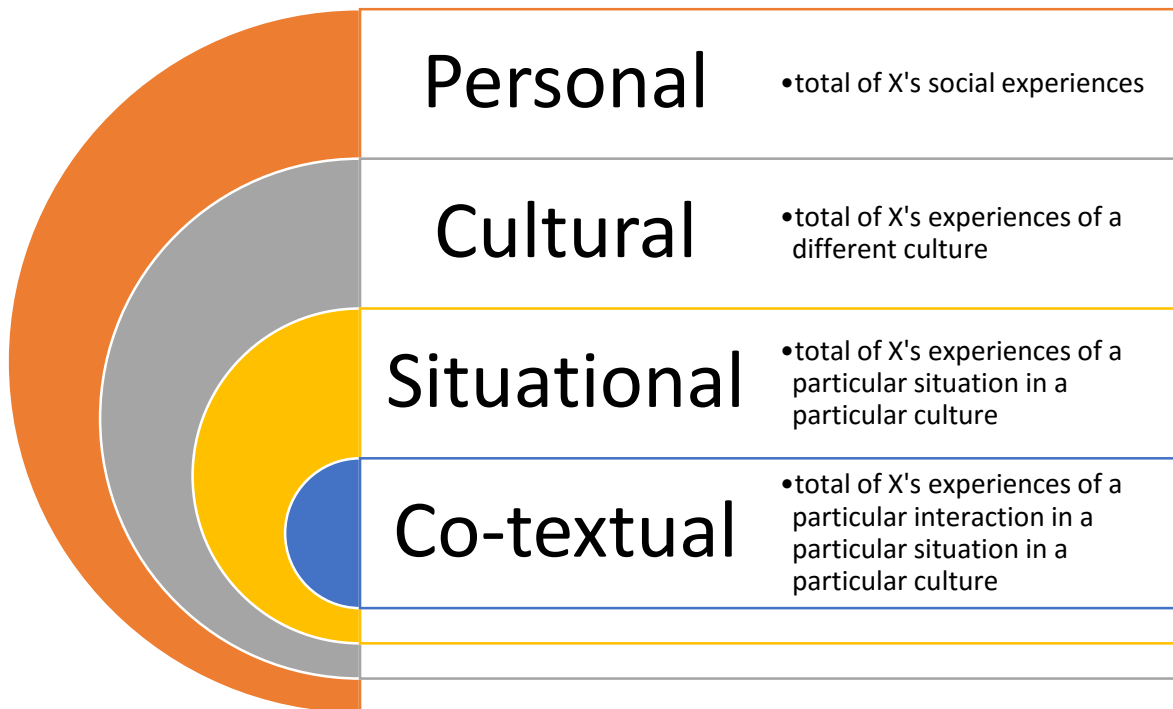 Personal
•total of X's social experiences
Cultural
•total of X's experiences of a
different culture
Situational
•total of X's experiences of a
particular situation in a
particular culture
Co-textual
•total of X's experiences of a
particular interaction in a
particular situation in a
particular culture